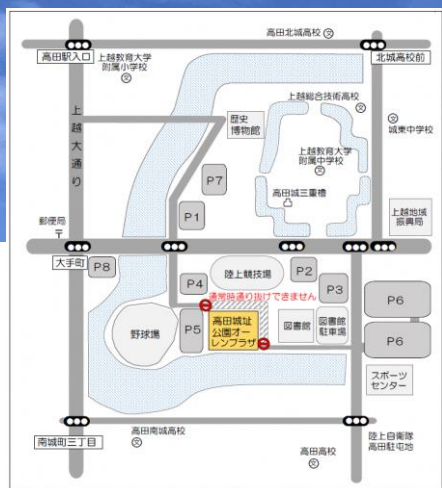 高田北城高校
高田駅入口
上越教育大学
附属小学校
北城高校前
上越総合技術高校
城東中学校
上越大通り
歴史
博物館
上越教育大学
附属中学校
P7
高田城三重櫓
P1
上越地域
振興局
郵便局
〒
大手町
P8
P4
陸上競技場
P2
通常時通り抜けできません
P3
P6
野球場
P5
高田城址
公園オー
レンプラザ
図書館
図書館
駐車場
P6
スポーツ
センター
高田南城高校
南城町三丁目
高田高校
陸上自衛隊
高田駐屯地
文
文
文
文
文
文
文